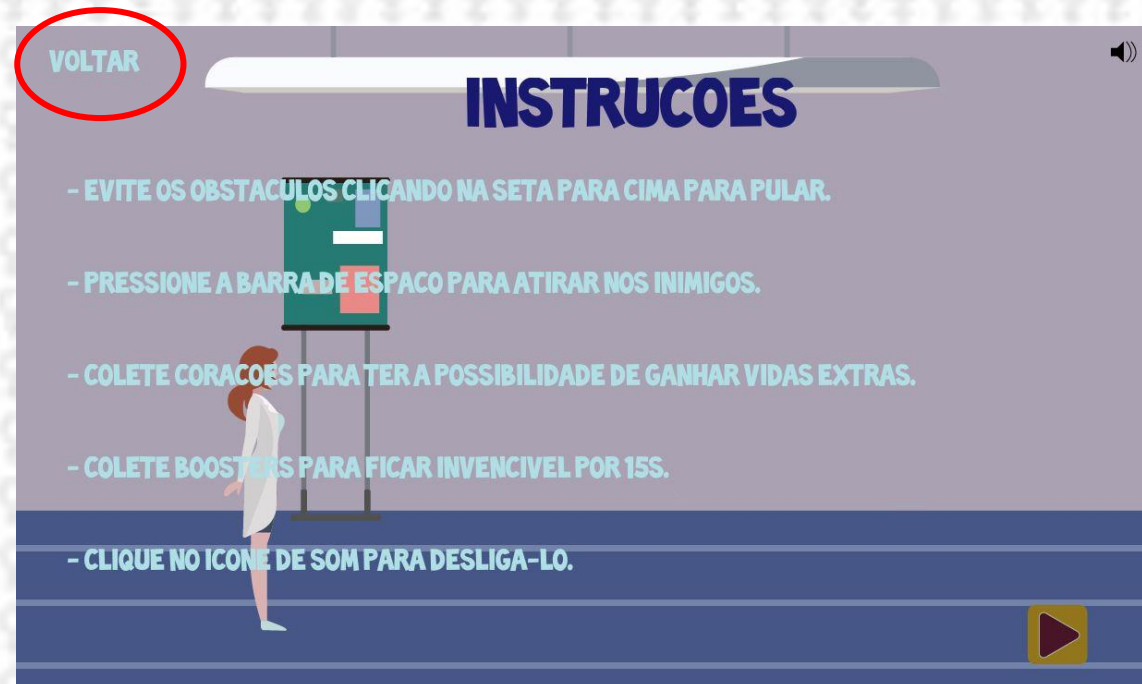 VOLTAR
INSTRUCOES
- EVITE OS OBSTACULOS CLICANDO NA SETA PARA CIMA PARA PULAR.
- PRESSIONE A BARRA DE ESPACO PARA ATIRAR NOS INIMIGOS.
- COLETE CORACOES PARA TER A POSSIBILIDADE DE GANHAR VIDAS EXTRAS.
- COLETE BOOSTERS PARA FICAR INVENCIVEL POR 15S.
- CLIQUE NO ICONE DE SOM PARA DESLIGA-LO.